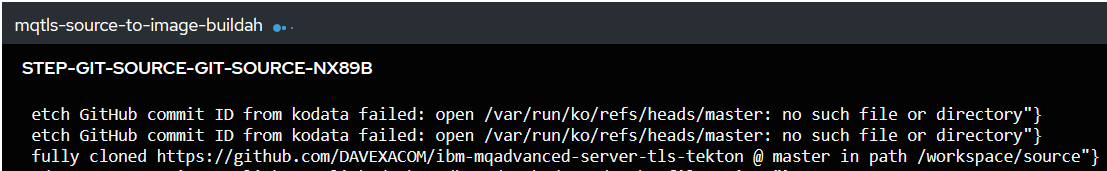 mqtls-source-to-image-buildah
STEP-GIT-SOURCE-GIT-SOURCE-NX89B
etch GitHub commit ID from kodata failed: open /var/run/ko/refs/heads/master: no such file or directory"}
etch GitHub commit ID from kodata failed: open /var/run/ko/refs/heads/master: no such file or directory"}
fully cloned https://github.com/DAVEXACOM/ibm-mqadvanced-server-tls-tekton @ master in path /workspace/source"}